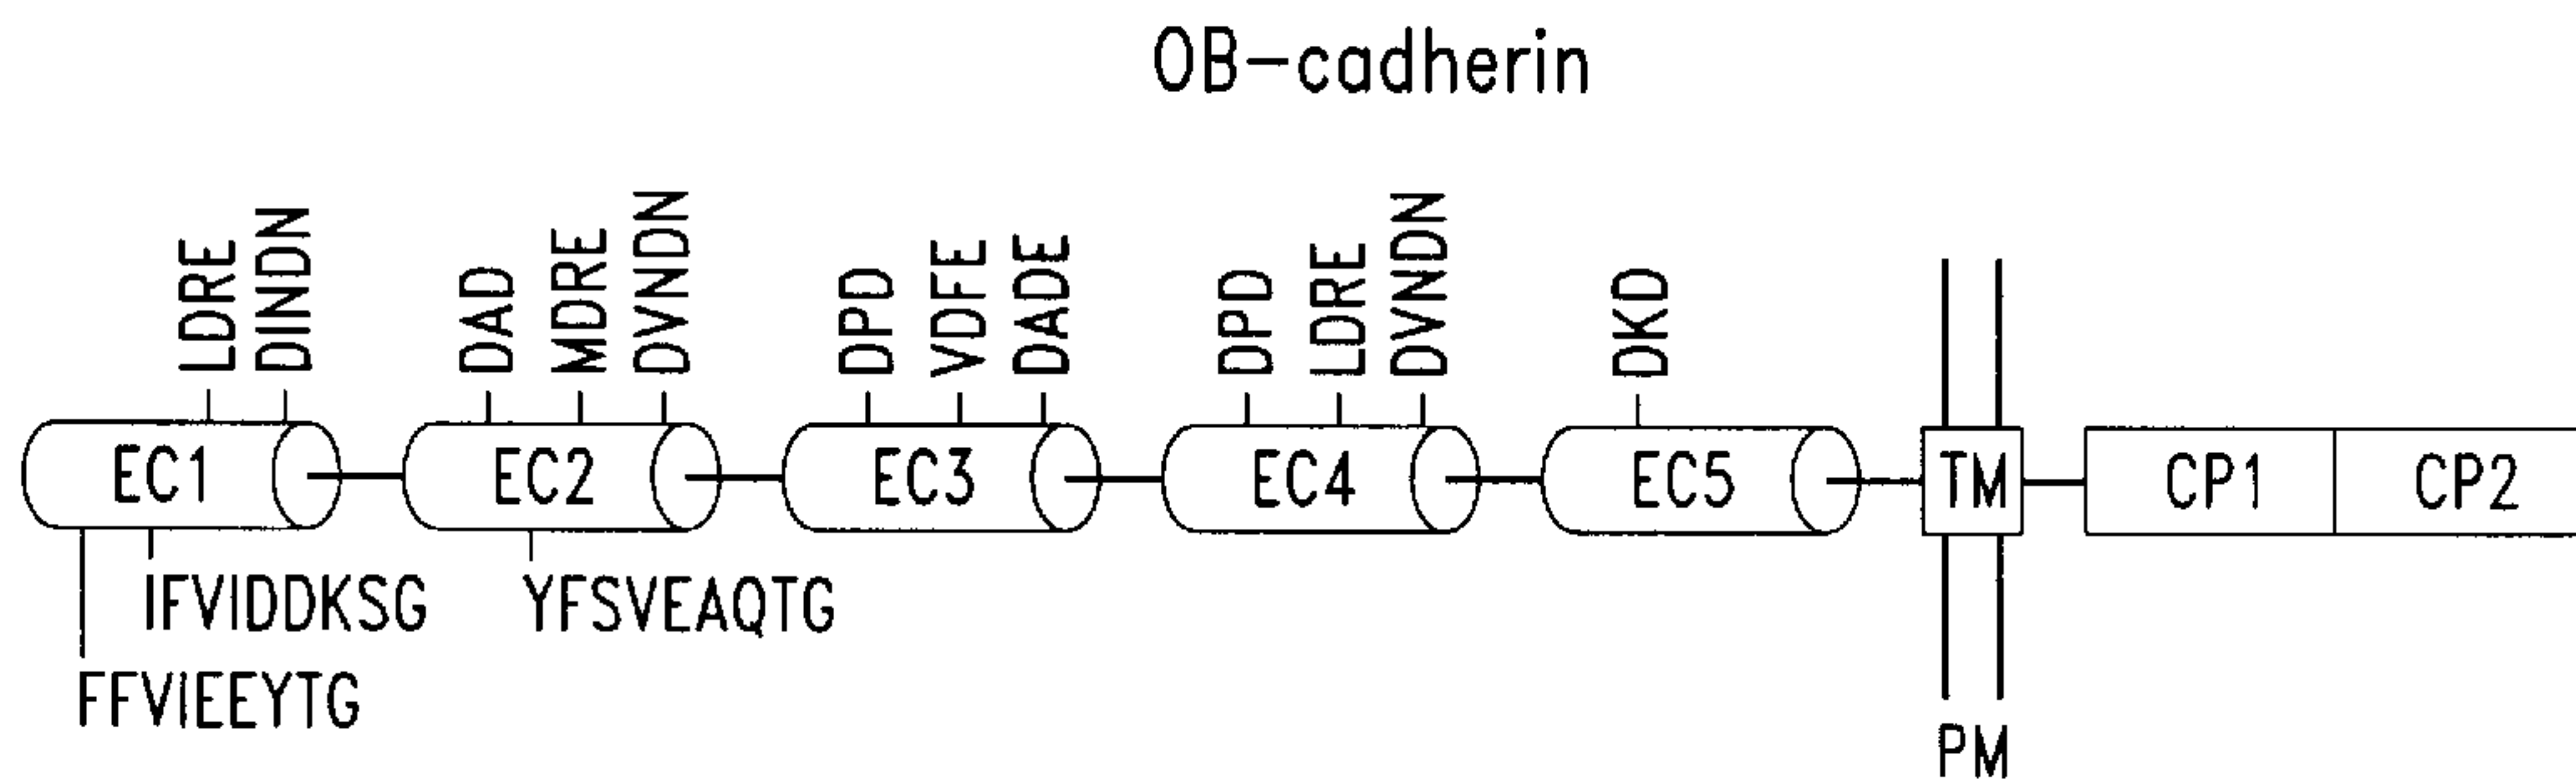 OB-cadherin
LDRE
DINDN
DAD
MDRE
DVNDN
DPD
VDFE
DADE
DPD
LDRE
DVNDN
DKD
EC1
EC2
EC3
EC4
EC5
TM
CP1
CP2
IFVIDDKSG
YFSVEAQTG
FFVIEEYTG
PM